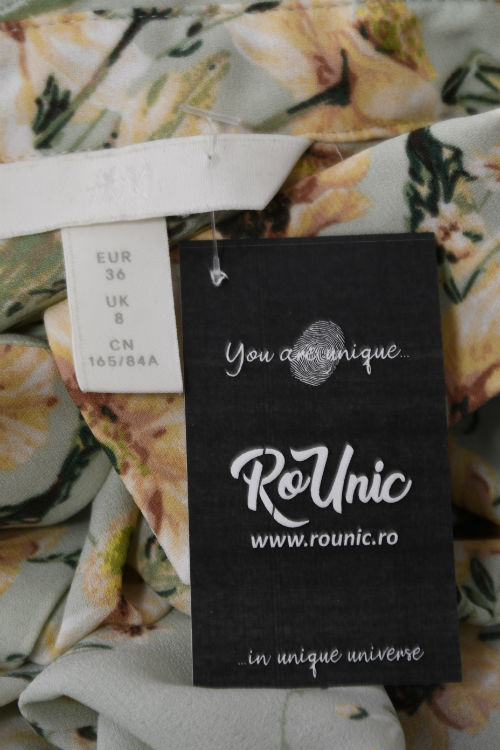 H&M
EUR
36
UK
8
CN
165/84A
You are unique...
RoUnic
www.rounic.ro
...in unique universe